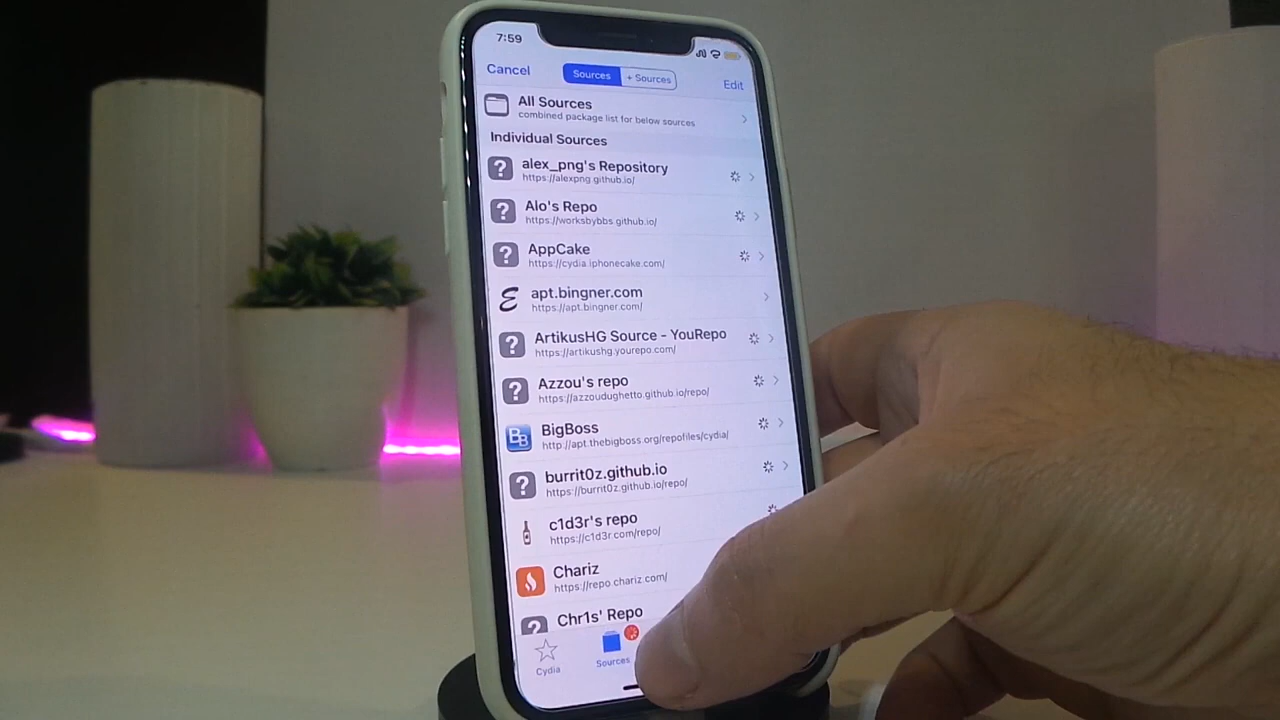 7:59
Cancel
Sources
+ Sources
Edit
All Sources
combined package list for below sources
Individual Sources
alex_png's Repository
https://alexpng.github.io/
Alo's Repo
https://worksbybbs.github.io/
AppCake
https://cydia.iphonecake.com/
apt.bingner.com
https://apt.bingner.com/
ArtikusHG Source - YouRepo
https://artikushg.yourepo.com/
Azzou's repo
https://azzoudughetto.github.io/repo/
BB
BigBoss
http://apt.thebigboss.org/repofiles/cydia/
burrit0z.github.io
https://burrit0z.github.io/repo/
c1d3r's repo
https://c1d3r.com/repo/
Chariz
https://repo.chariz.com/
Chr1s' Repo
Cydia
Sources